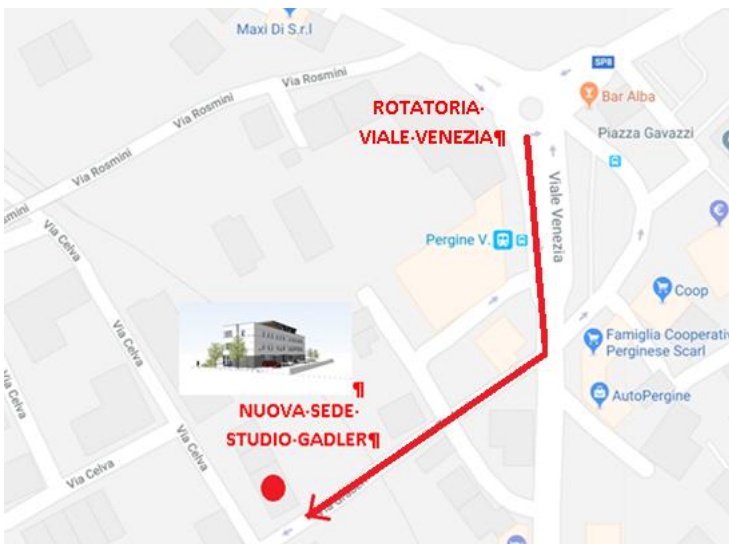 Maxi Di S.r.l
SP8
Via Rosmini
Bar Alba
ROTATORIA·
VIALE·VENEZIA¶
Via Rosmini
Piazza Gavazzi
Via Rosmini
Viale Venezia
Via Celva
Pergine V.
Coop
Via Celva
Famiglia Cooperativ
Perginese Scarl
¶
NUOVA·SEDE·
STUDIO·GADLER¶
AutoPergine
Via Celva
Via Celva
Via Celva